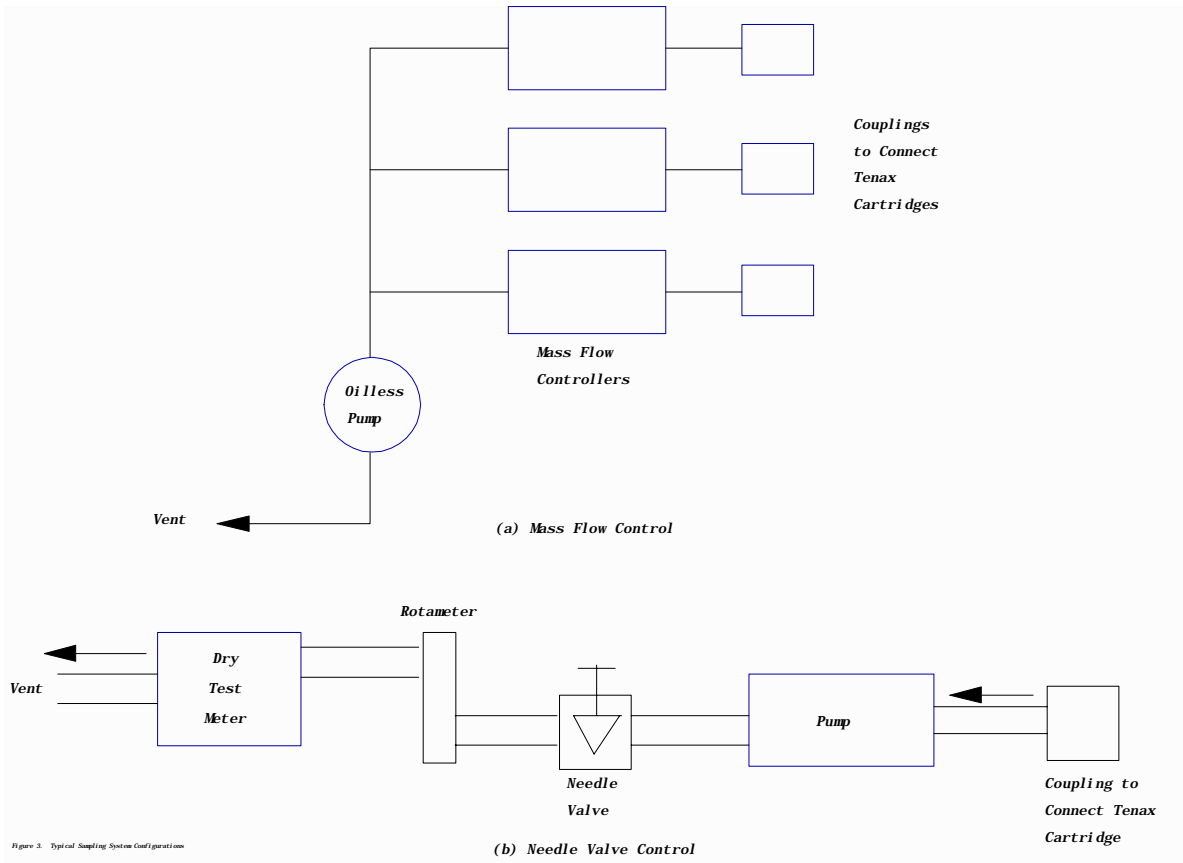 Couplings
to Connect
Tenax
Cartridges
Mass Flow
Controllers
Oilless
Pump
Vent
(a) Mass Flow Control
Rotameter
Dry
Test
Meter
Vent
Pump
Needle
Valve
Coupling to
Connect Tenax
Cartridge
Figure 3. Typical Sampling System Configurations
(b) Needle Valve Control